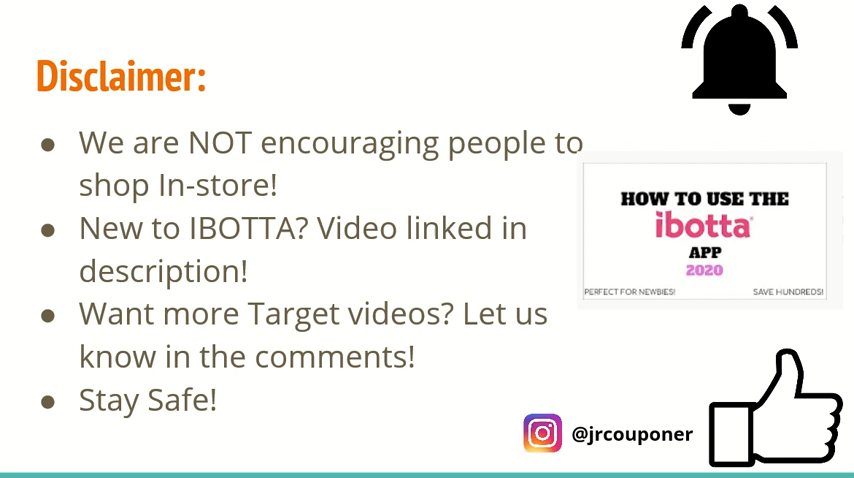 Disclaimer:
● We are NOT encouraging people to
shop In-store!
● New to IBOTTA? Video linked in
description!
● Want more Target videos? Let us
know in the comments!
● Stay Safe!
HOW TO USE THE
ibotta
APP
2020
PERFECT FOR NEWBIES!
SAVE HUNDREDS!
@jrcouponer